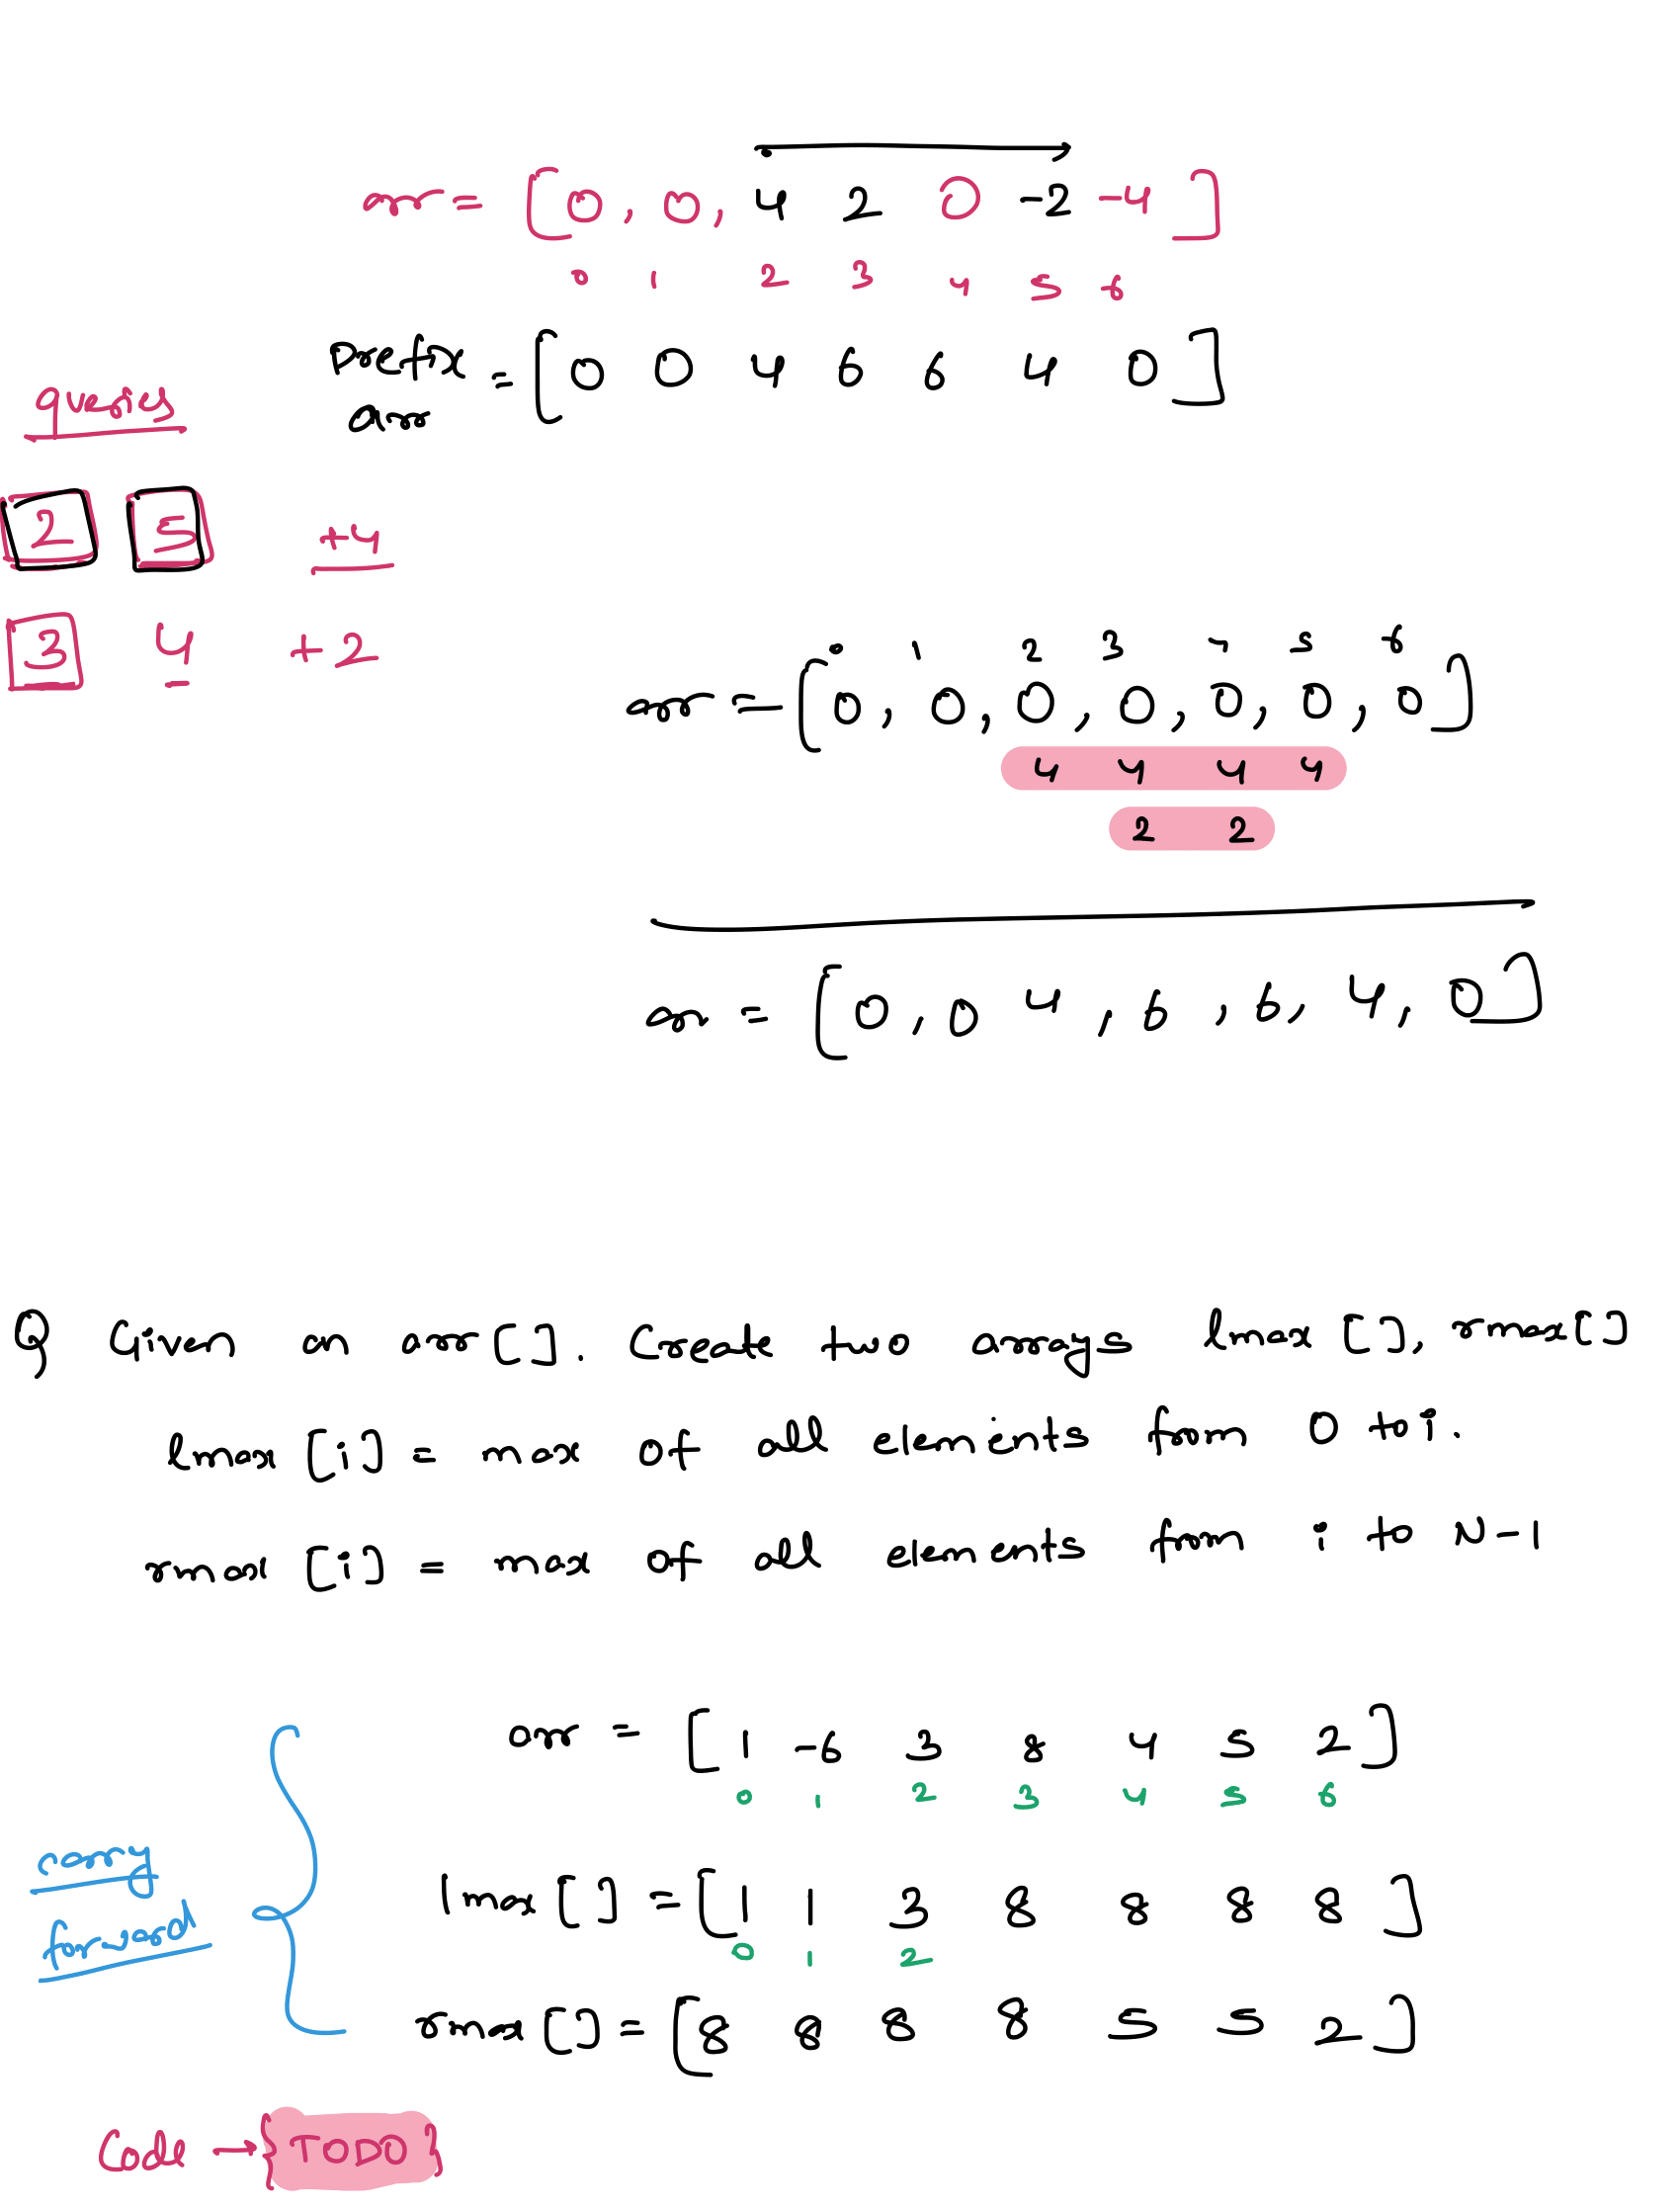 arr = [0, 0, 4 2 0 -2 -4]
0 1 2 3 4 5 6
Prefix arr = [0 0 4 6 6 4 0]
queries
2 5 +4
3 4 +2
0 1 2 3 4 5 6
arr = [0, 0, 0, 0, 0, 0, 0]
4 4 4 4
2 2
arr = [0, 0 4, 6, 6, 4, 0]
Q Given an arr[]. Create two arrays lmax[], rmax[]
lmax[i] = max of all elements from 0 to i.
rmax[i] = max of all elements from i to N-1
arr = [1 -6 3 8 4 5 2]
0 1 2 3 4 5 6
carry
forward
lmax[] = [1 1 3 8 8 8 8]
0 1 2
rmax[] = [8 8 8 8 5 5 2]
Code → {TODO}